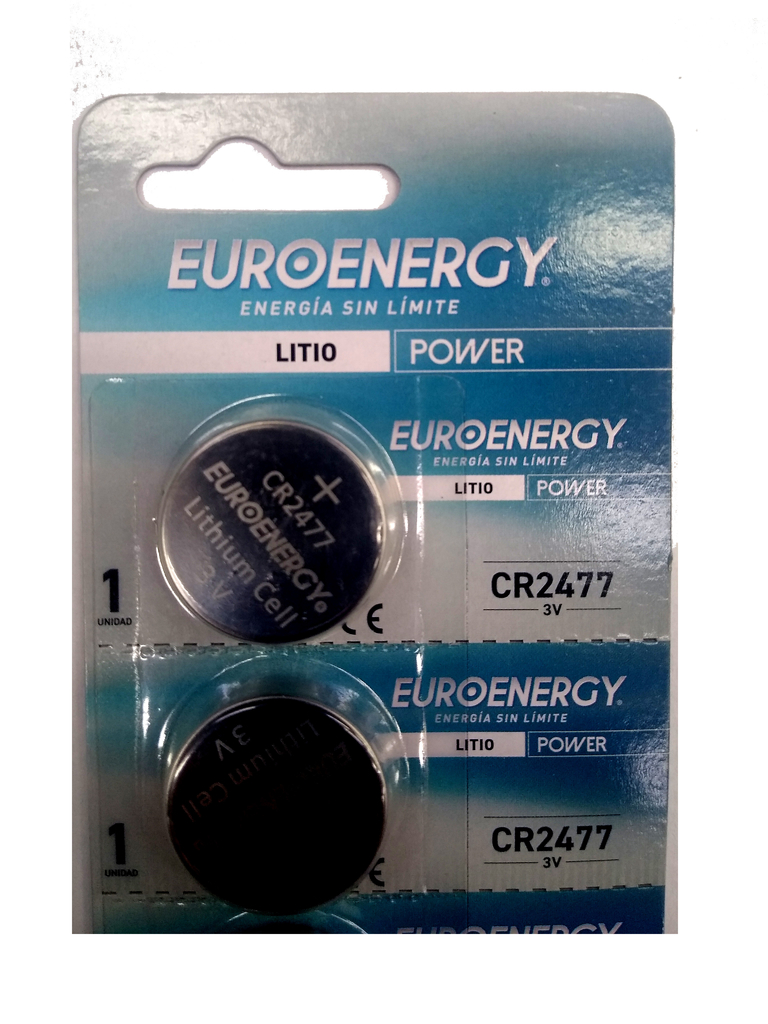 EUROENERGY®
ENERGÍA SIN LÍMITE
LITIO POWER
EUROENERGY®
ENERGÍA SIN LÍMITE
LITIO POWER
+
CR2477
EUROENERGY®
Lithium Cell
3V
1
UNIDAD
CE
CR2477
3V
EUROENERGY®
ENERGÍA SIN LÍMITE
LITIO POWER
Lithium Cell
3V
1
UNIDAD
CR2477
3V
EUROENERGY